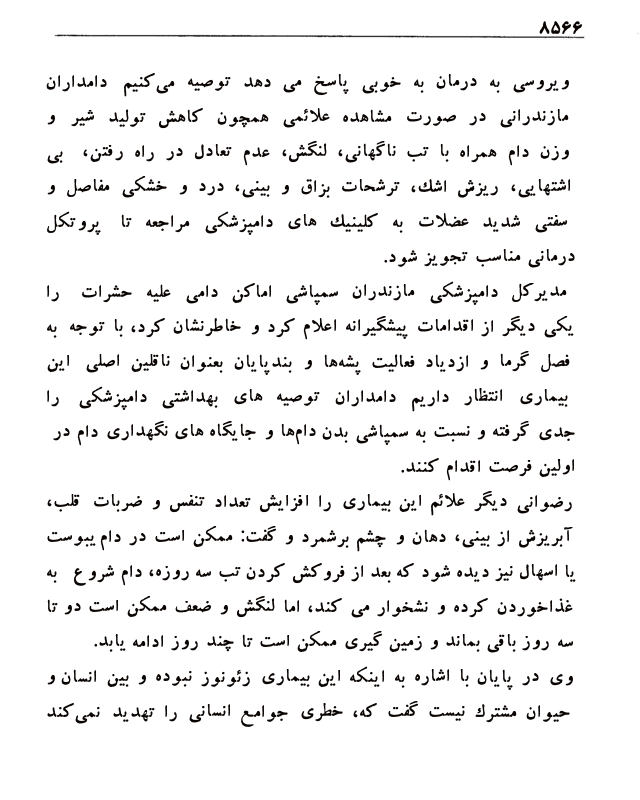 ۸۵۶۶
ویروسی به درمان به خوبی پاسخ می دهد توصیه می‌کنیم دامداران
مازندرانی در صورت مشاهده علائمی همچون کاهش تولید شیر و
وزن دام همراه با تب ناگهانی، لنگش، عدم تعادل در راه رفتن، بی
اشتهایی، ریزش اشك، ترشحات بزاق و بینی، درد و خشکی مفاصل و
سفتی شدید عضلات به کلینیك های دامپزشکی مراجعه تا پروتکل
درمانی مناسب تجویز شود.
مدیرکل دامپزشکی مازندران سمپاشی اماکن دامی علیه حشرات را
یکی دیگر از اقدامات پیشگیرانه اعلام کرد و خاطرنشان کرد، با توجه به
فصل گرما و ازدیاد فعالیت پشه‌ها و بندپایان بعنوان ناقلین اصلی این
بیماری انتظار داریم دامداران توصیه های بهداشتی دامپزشکی را
جدی گرفته و نسبت به سمپاشی بدن دام‌ها و جایگاه های نگهداری دام در
اولین فرصت اقدام کنند.
رضوانی دیگر علائم این بیماری را افزایش تعداد تنفس و ضربات قلب،
آبریزش از بینی، دهان و چشم برشمرد و گفت: ممکن است در دام یبوست
یا اسهال نیز دیده شود که بعد از فروکش کردن تب سه روزه، دام شروع به
غذاخوردن کرده و نشخوار می کند، اما لنگش و ضعف ممکن است دو تا
سه روز باقی بماند و زمین گیری ممکن است تا چند روز ادامه یابد.
وی در پایان با اشاره به اینکه این بیماری زئونوز نبوده و بین انسان و
حیوان مشترك نیست گفت که، خطری جوامع انسانی را تهدید نمی‌کند